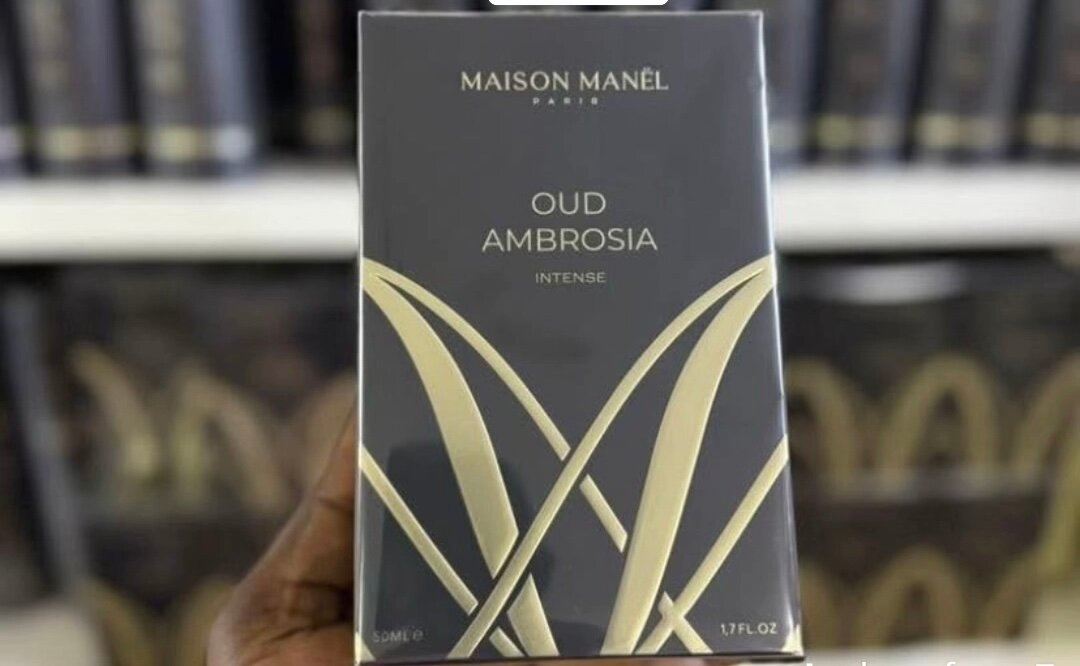 MAISON MANËL
PARIS
OUD
AMBROSIA
INTENSE
50ML e
1,7 FL.OZ